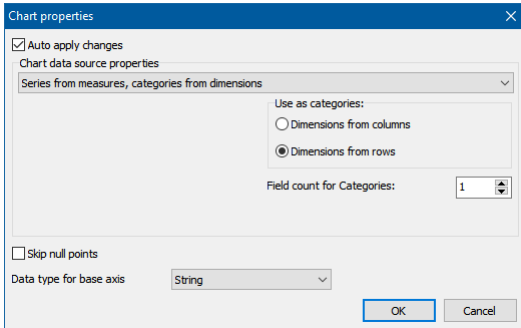 Chart properties
Auto apply changes
Chart data source properties
Series from measures, categories from dimensions
Use as categories:
Dimensions from columns
Dimensions from rows
Field count for Categories: 1
Skip null points
Data type for base axis String
OK Cancel